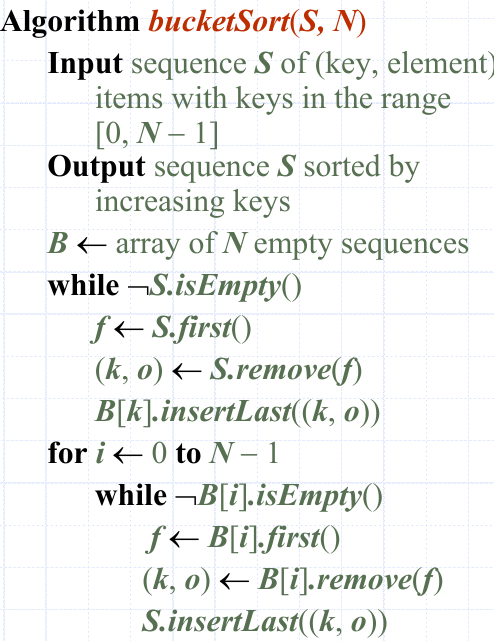 Algorithm bucketSort(S, N)
Input sequence S of (key, element)
items with keys in the range
[0, N − 1]
Output sequence S sorted by
increasing keys
B ← array of N empty sequences
while ¬S.isEmpty()
f ← S.first()
(k, o) ← S.remove(f)
B[k].insertLast((k, o))
for i ← 0 to N − 1
while ¬B[i].isEmpty()
f ← B[i].first()
(k, o) ← B[i].remove(f)
S.insertLast((k, o))